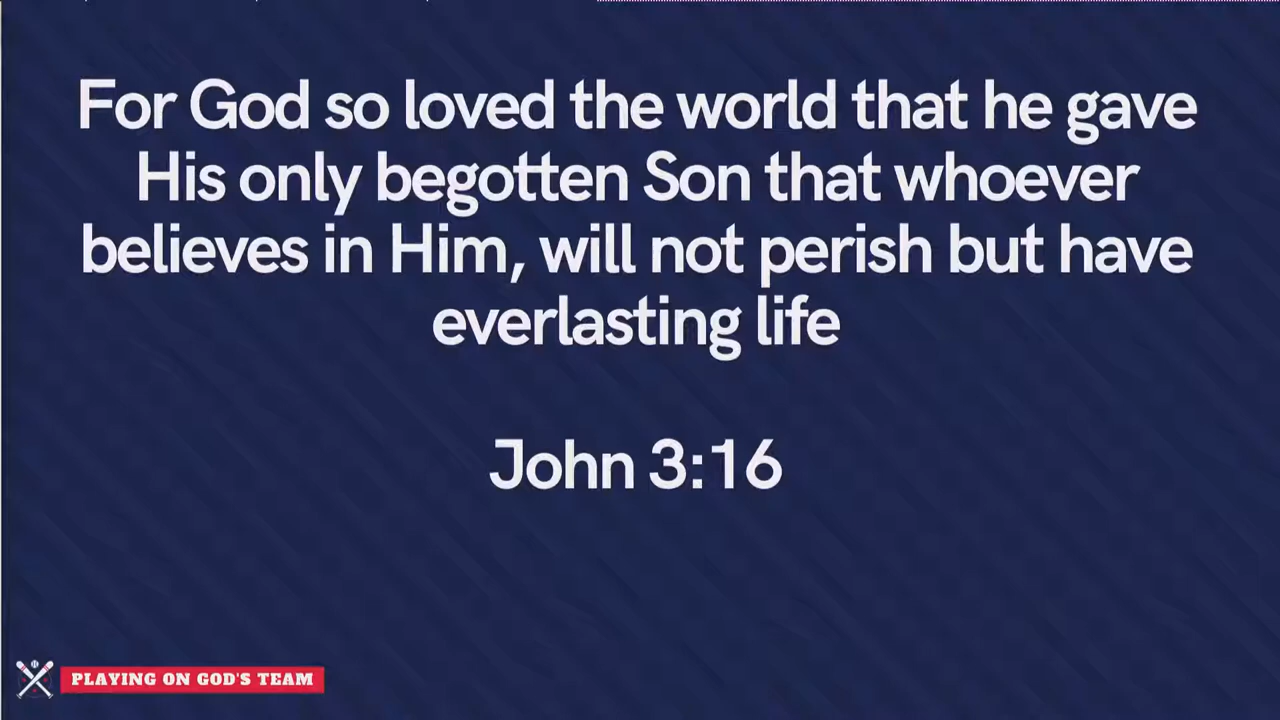 For God so loved the world that he gave
His only begotten Son that whoever
believes in Him, will not perish but have
everlasting life
John 3:16
PLAYING ON GOD'S TEAM